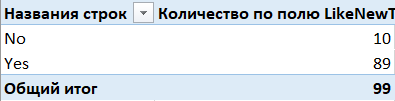 Названия строк Количество по полю LikeNewT
No 10
Yes 89
Общий итог 99